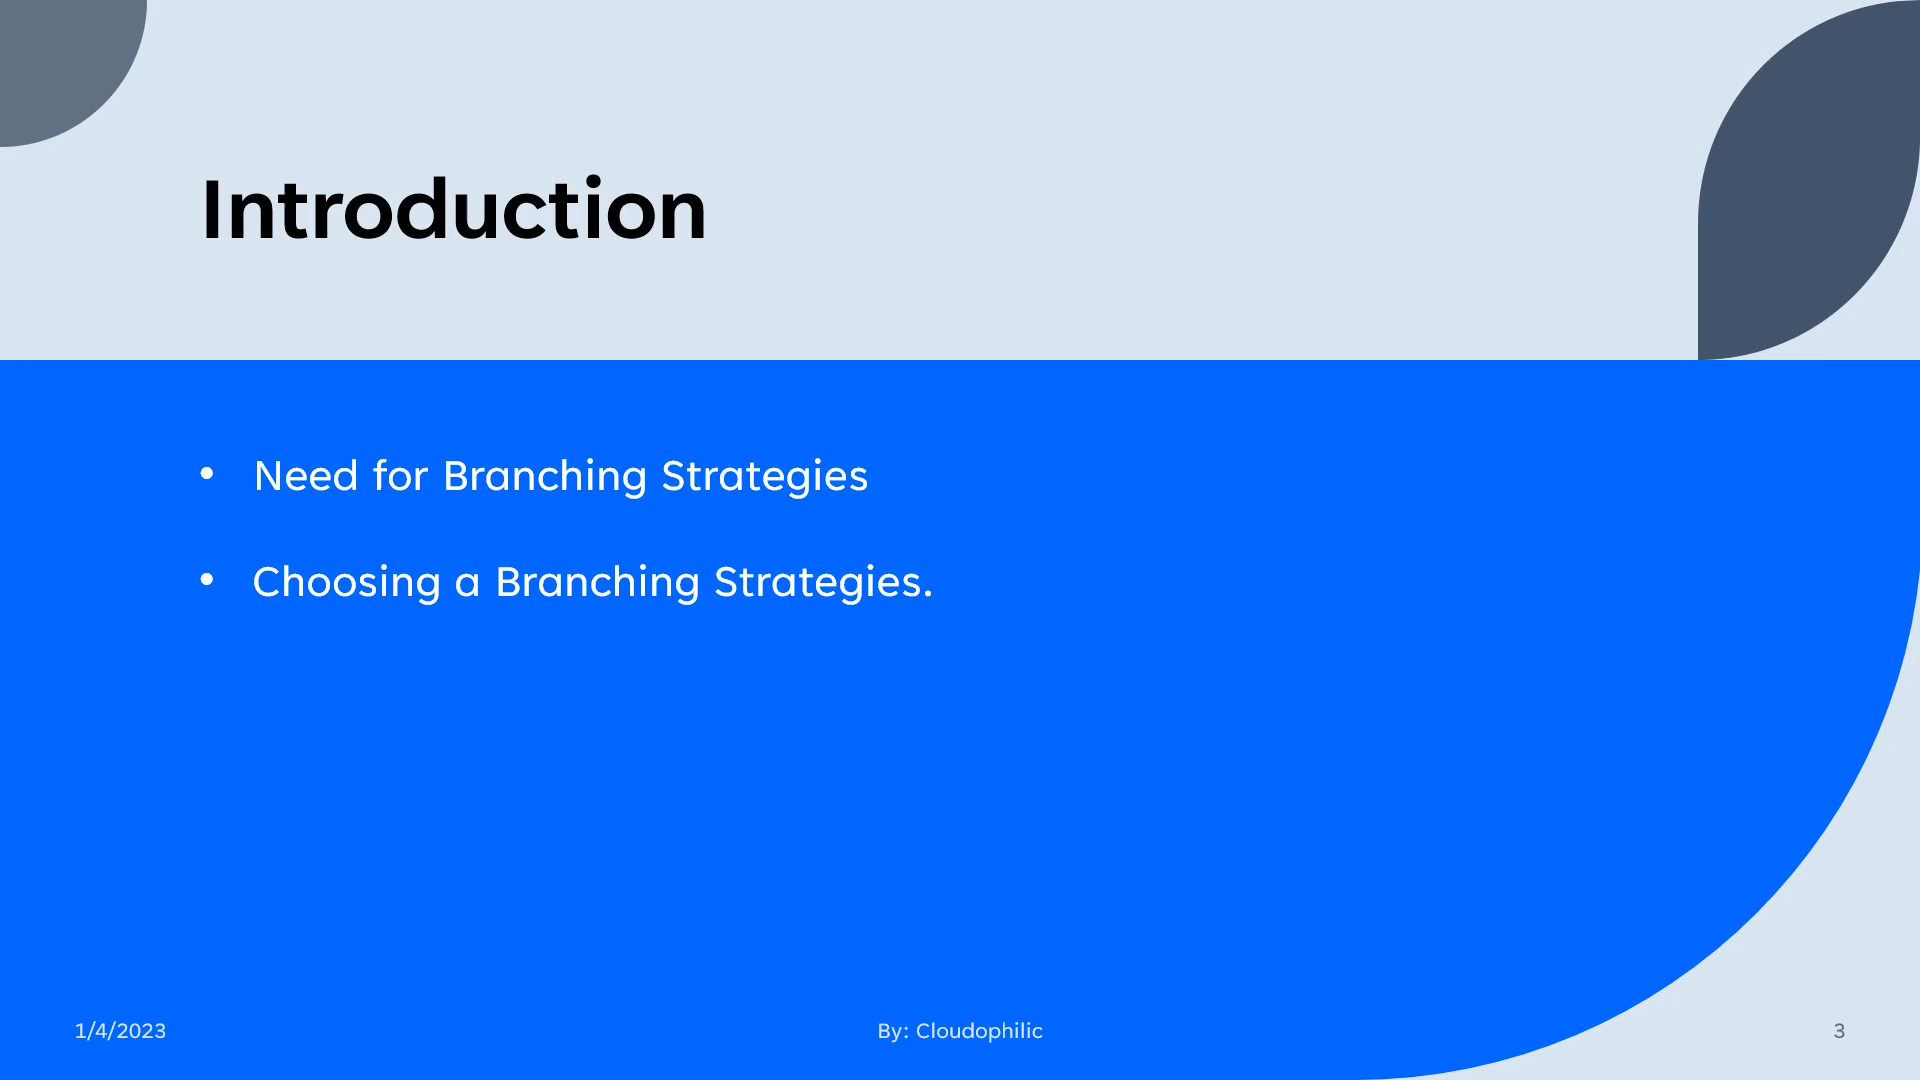 Introduction
• Need for Branching Strategies
• Choosing a Branching Strategies.
1/4/2023
By: Cloudophilic
3